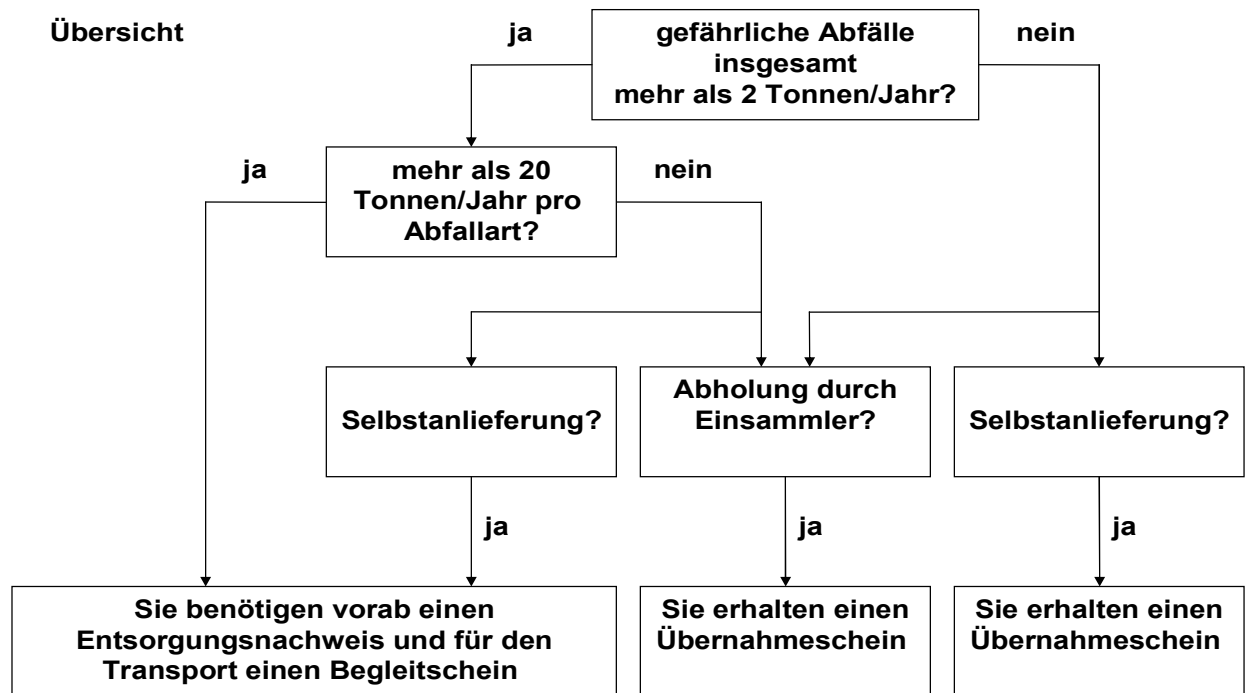 Übersicht
ja
gefährliche Abfälle
insgesamt
mehr als 2 Tonnen/Jahr?
nein
ja
mehr als 20
Tonnen/Jahr pro
Abfallart?
nein
Selbstanlieferung?
Abholung durch
Einsammler?
Selbstanlieferung?
ja
ja
ja
Sie benötigen vorab einen
Entsorgungsnachweis und für den
Transport einen Begleitschein
Sie erhalten einen
Übernahmeschein
Sie erhalten einen
Übernahmeschein